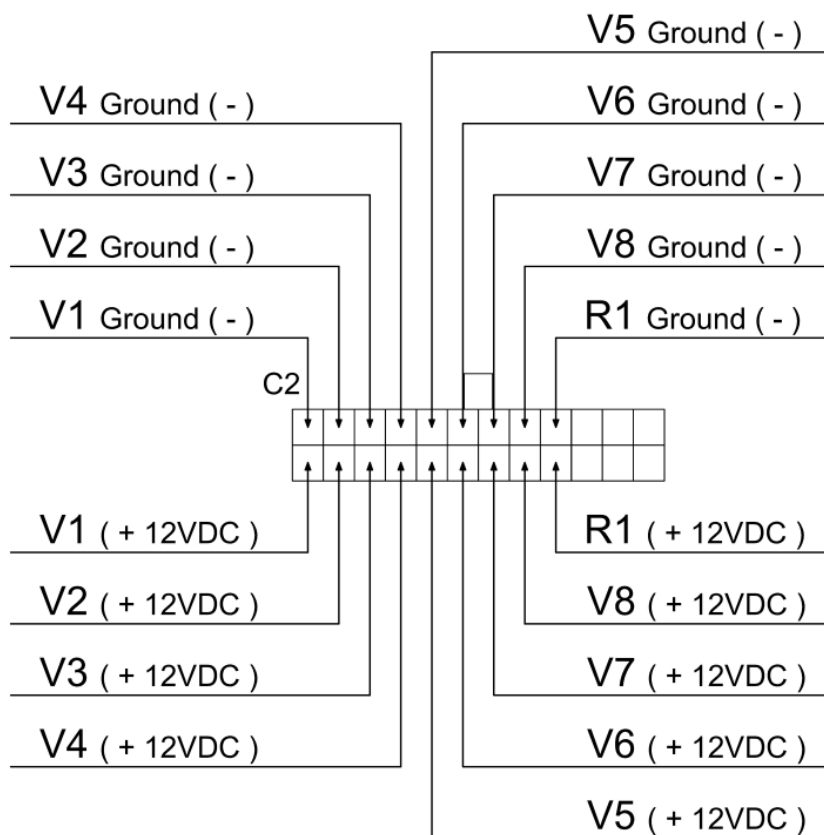 V5 Ground ( - )
V4 Ground ( - )
V6 Ground ( - )
V3 Ground ( - )
V7 Ground ( - )
V2 Ground ( - )
V8 Ground ( - )
V1 Ground ( - )
R1 Ground ( - )
C2
V1 ( + 12VDC )
R1 ( + 12VDC )
V2 ( + 12VDC )
V8 ( + 12VDC )
V3 ( + 12VDC )
V7 ( + 12VDC )
V4 ( + 12VDC )
V6 ( + 12VDC )
V5 ( + 12VDC )